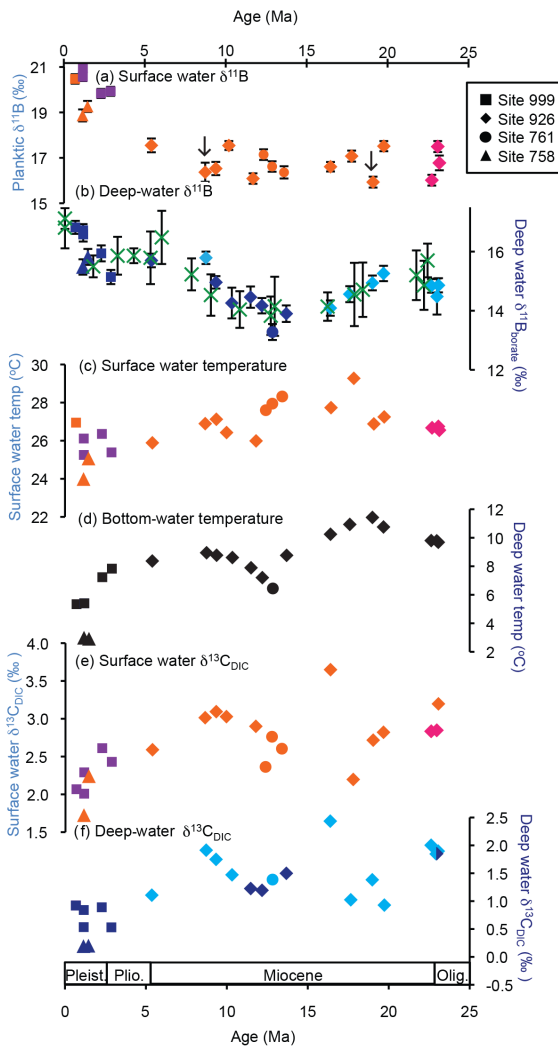 Age (Ma)
0 5 10 15 20 25
(a) Surface water δ11B
Planktic δ11B (‰)
21
19
17
15
■ Site 999
◆ Site 926
● Site 761
▲ Site 758
(b) Deep-water δ11B
Deep water δ11Bborate (‰)
16
14
12
(c) Surface water temperature
Surface water temp (ºC)
30
28
26
24
22
(d) Bottom-water temperature
Deep water temp (ºC)
12
10
8
6
4
2
(e) Surface water δ13CDIC
Surface water δ13CDIC (‰)
4.0
3.5
3.0
2.5
2.0
1.5
(f) Deep-water δ13CDIC
Deep water δ13CDIC (‰)
2.5
2.0
1.5
1.0
0.5
0.0
-0.5
Pleist. Plio. Miocene Olig.
0 5 10 15 20 25
Age (Ma)